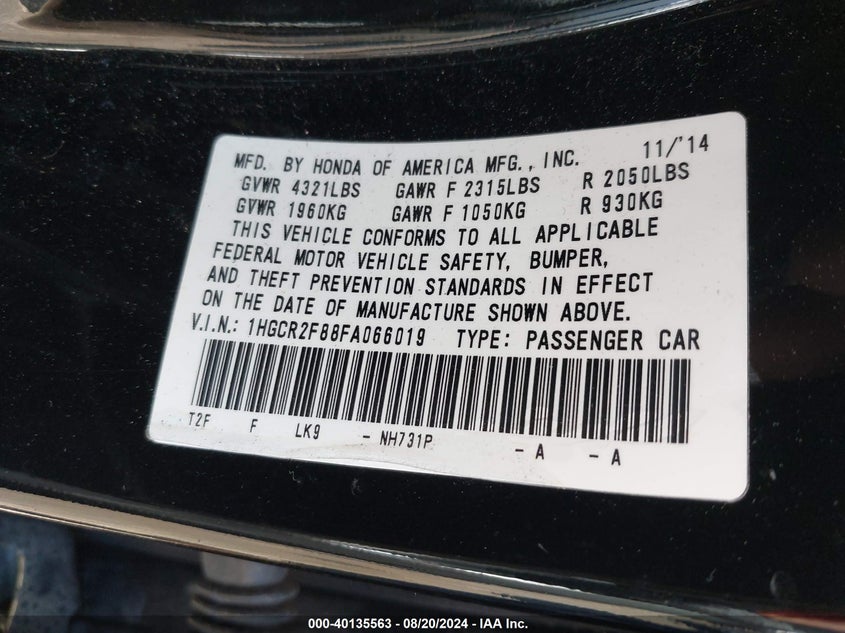 MFD. BY HONDA OF AMERICA MFG., INC. 11/'14
GVWR 4321LBS GAWR F 2315LBS R 2050LBS
GVWR 1960KG GAWR F 1050KG R 930KG
THIS VEHICLE CONFORMS TO ALL APPLICABLE
FEDERAL MOTOR VEHICLE SAFETY, BUMPER,
AND THEFT PREVENTION STANDARDS IN EFFECT
ON THE DATE OF MANUFACTURE SHOWN ABOVE.
V.I.N.: 1HGCR2F88FA066019 TYPE: PASSENGER CAR
T2F F LK9 - NH731P - A - A
000-40135563 - 08/20/2024 - IAA Inc.